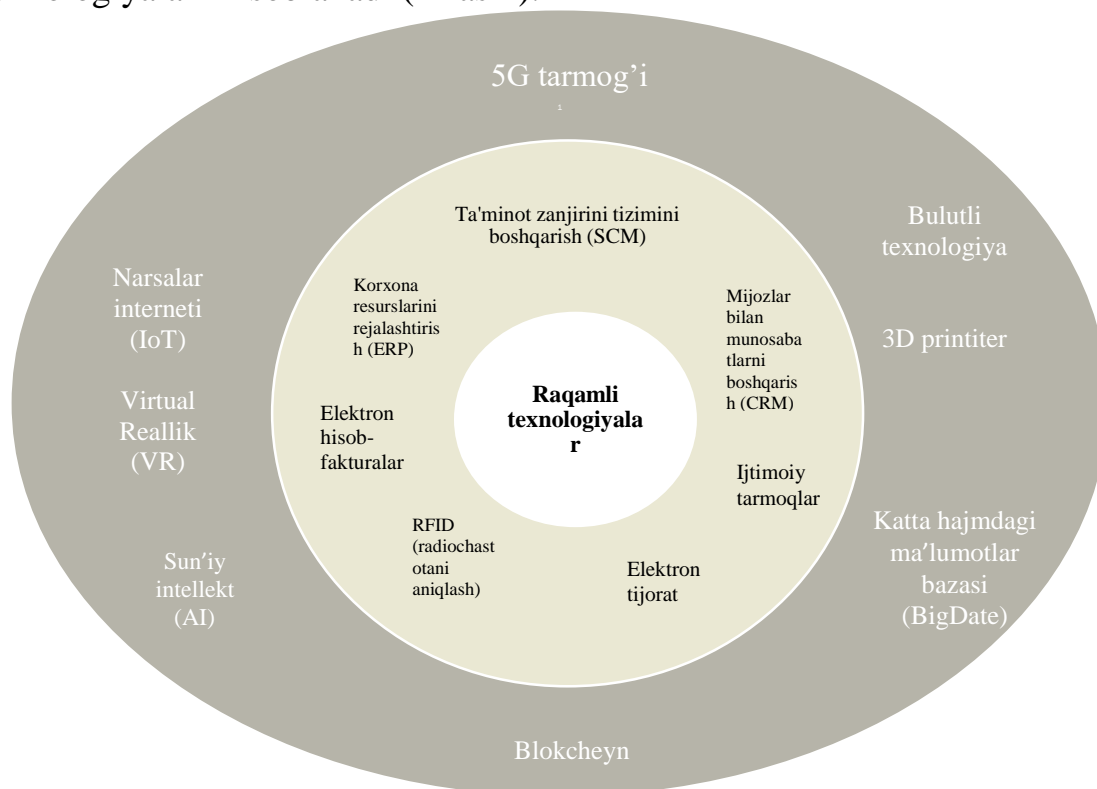 5G tarmog’i
Ta'minot zanjirini tizimini
boshqarish (SCM)
Bulutli
texnologiya
Narsalar
interneti
(IoT)
Korxona
resurslarini
rejalashtiris
h (ERP)
Mijozlar
bilan
munosaba
tlarni
boshqaris
h (CRM)
3D printiter
Virtual
Reallik
(VR)
Elektron
hisob-
fakturalar
Raqamli
texnologiyala
r
Ijtimoiy
tarmoqlar
Sun’iy
intellekt
(AI)
RFID
(radiochast
otani
aniqlash)
Elektron
tijorat
Katta hajmdagi
ma’lumotlar
bazasi
(BigDate)
Blokcheyn